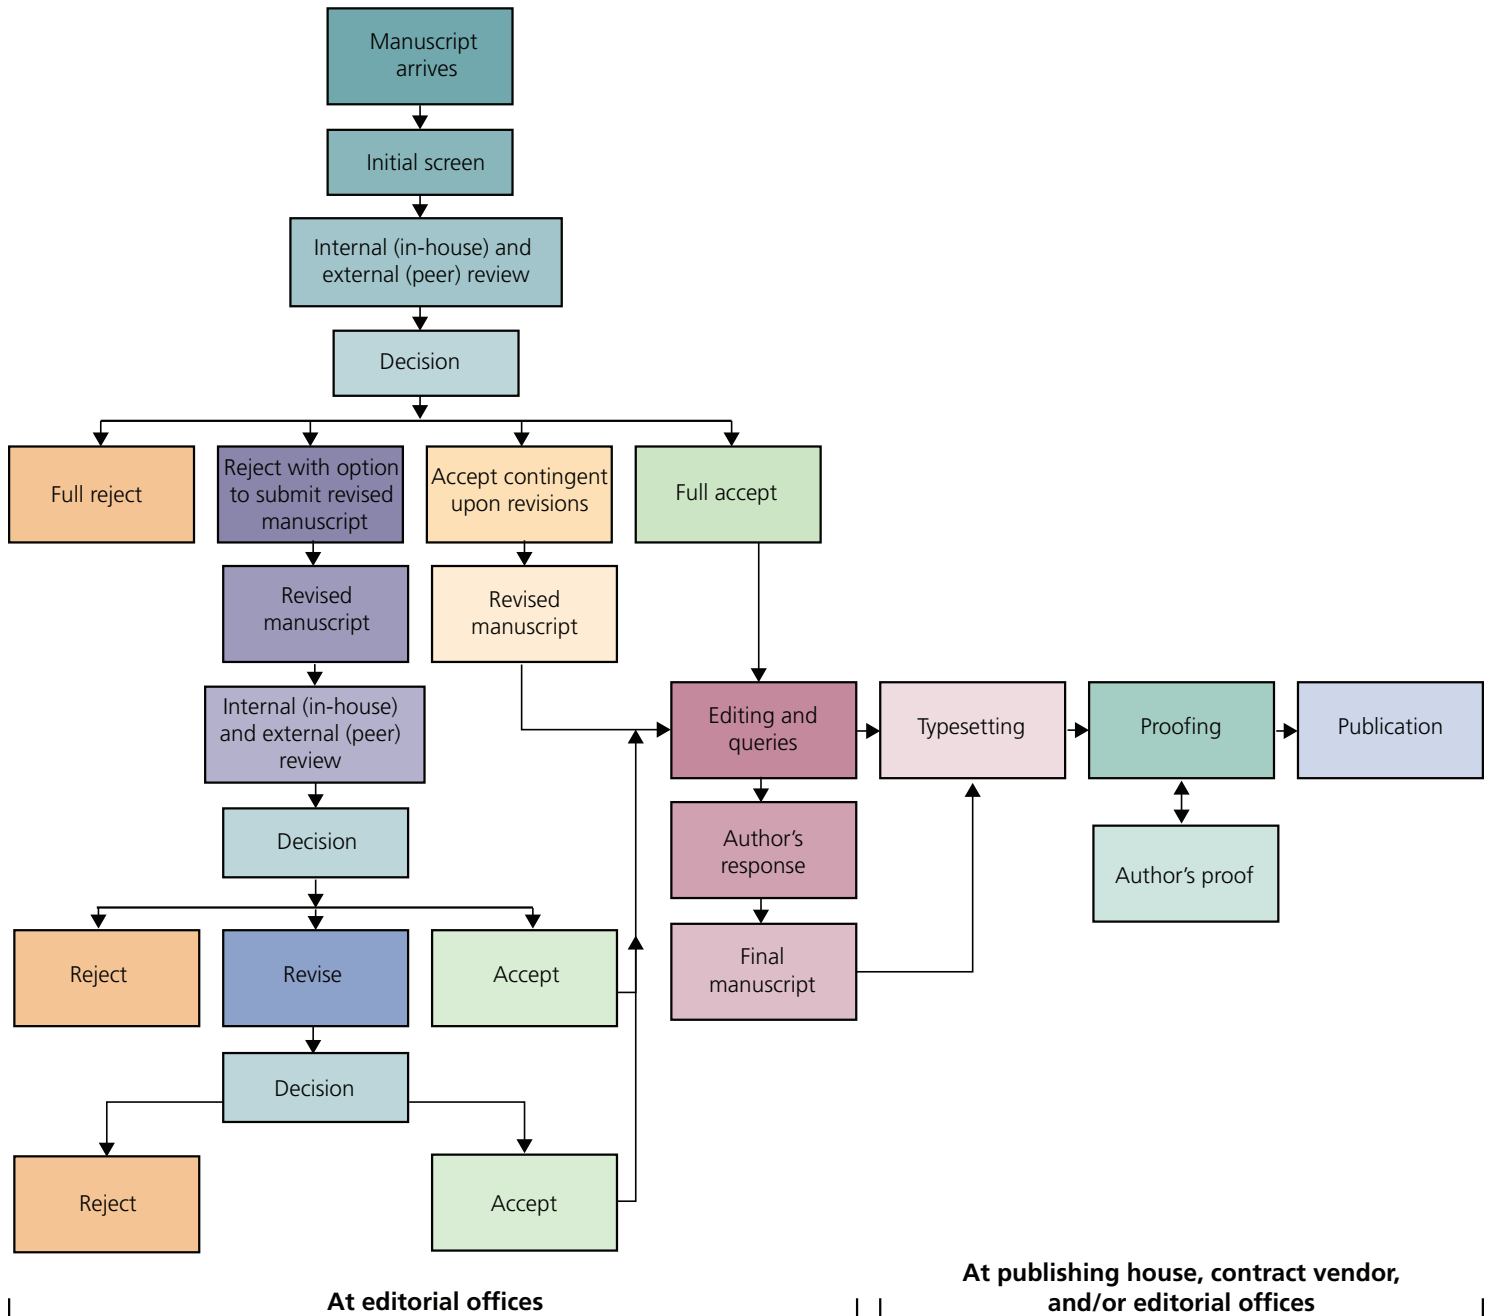 Manuscript
arrives
Initial screen
Internal (in-house) and
external (peer) review
Decision
Full reject
Reject with option
to submit revised
manuscript
Accept contingent
upon revisions
Full accept
Revised
manuscript
Revised
manuscript
Internal (in-house)
and external (peer)
review
Editing and
queries
Typesetting
Proofing
Publication
Decision
Author’s
response
Author’s proof
Reject
Revise
Accept
Final
manuscript
Decision
Reject
Accept
At editorial offices
At publishing house, contract vendor,
and/or editorial offices